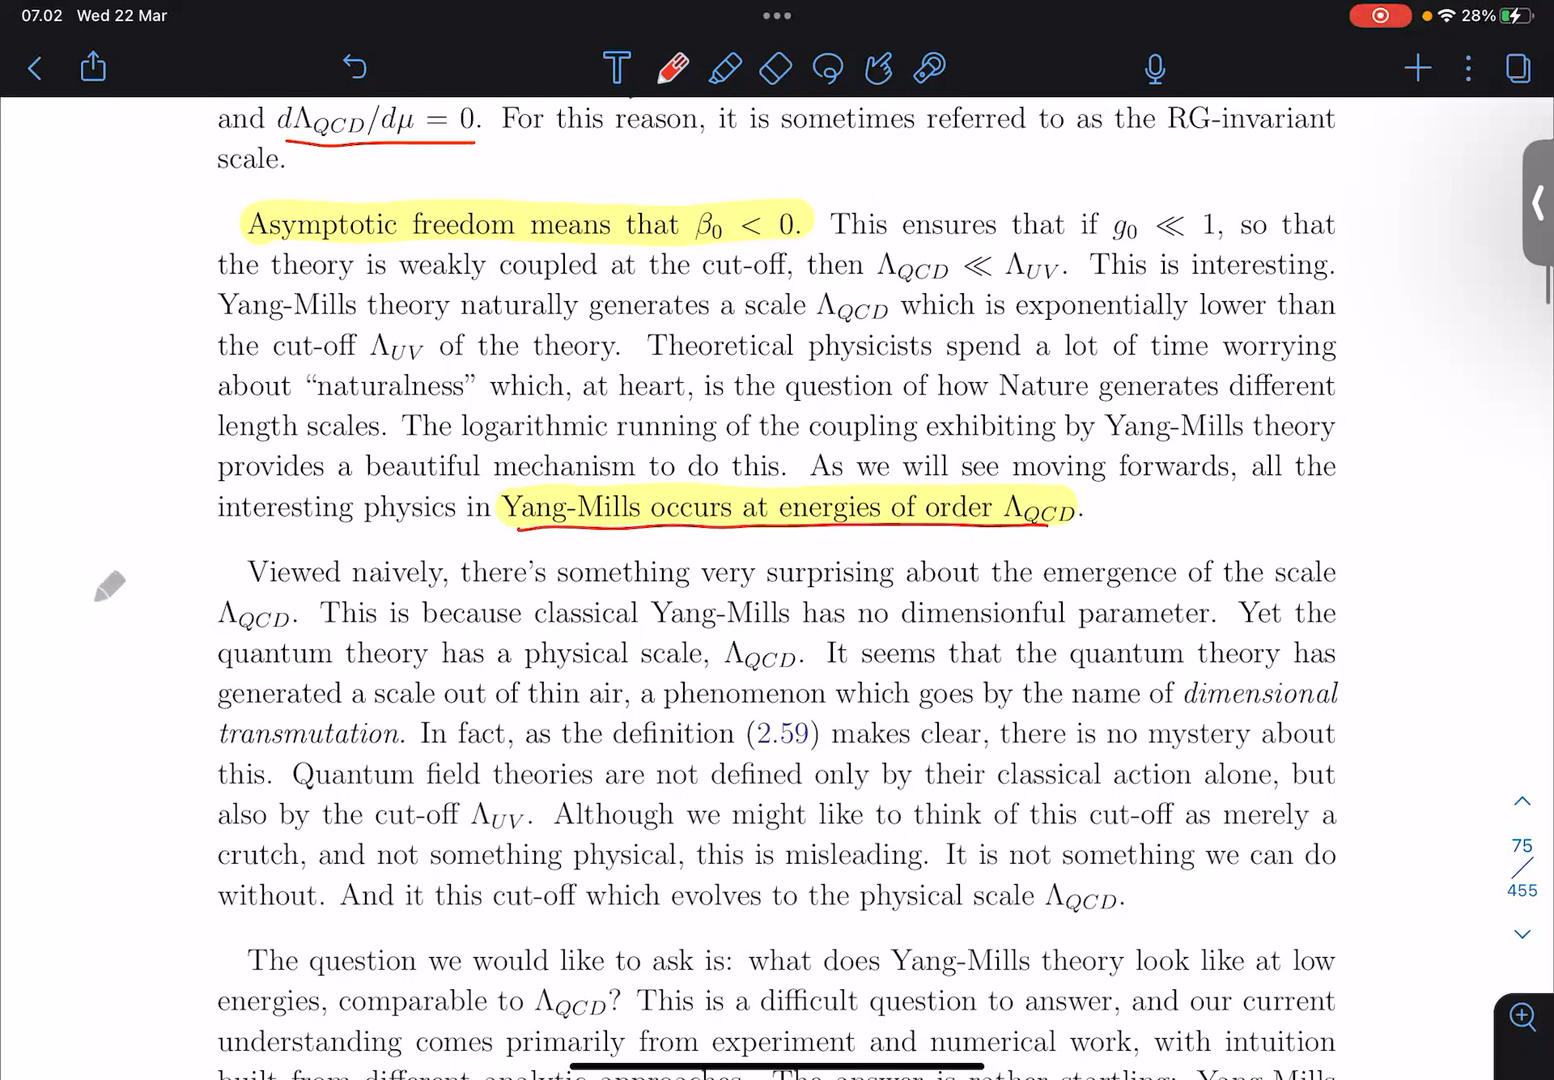 07.02 Wed 22 Mar
28%
and dΛ_QCD/dμ = 0. For this reason, it is sometimes referred to as the RG-invariant
scale.
Asymptotic freedom means that β₀ < 0. This ensures that if g₀ ≪ 1, so that
the theory is weakly coupled at the cut-off, then Λ_QCD ≪ Λ_UV. This is interesting.
Yang-Mills theory naturally generates a scale Λ_QCD which is exponentially lower than
the cut-off Λ_UV of the theory. Theoretical physicists spend a lot of time worrying
about “naturalness” which, at heart, is the question of how Nature generates different
length scales. The logarithmic running of the coupling exhibiting by Yang-Mills theory
provides a beautiful mechanism to do this. As we will see moving forwards, all the
interesting physics in Yang-Mills occurs at energies of order Λ_QCD.
Viewed naively, there’s something very surprising about the emergence of the scale
Λ_QCD. This is because classical Yang-Mills has no dimensionful parameter. Yet the
quantum theory has a physical scale, Λ_QCD. It seems that the quantum theory has
generated a scale out of thin air, a phenomenon which goes by the name of dimensional
transmutation. In fact, as the definition (2.59) makes clear, there is no mystery about
this. Quantum field theories are not defined only by their classical action alone, but
also by the cut-off Λ_UV. Although we might like to think of this cut-off as merely a
crutch, and not something physical, this is misleading. It is not something we can do
without. And it this cut-off which evolves to the physical scale Λ_QCD.
75
/
455
The question we would like to ask is: what does Yang-Mills theory look like at low
energies, comparable to Λ_QCD? This is a difficult question to answer, and our current
understanding comes primarily from experiment and numerical work, with intuition